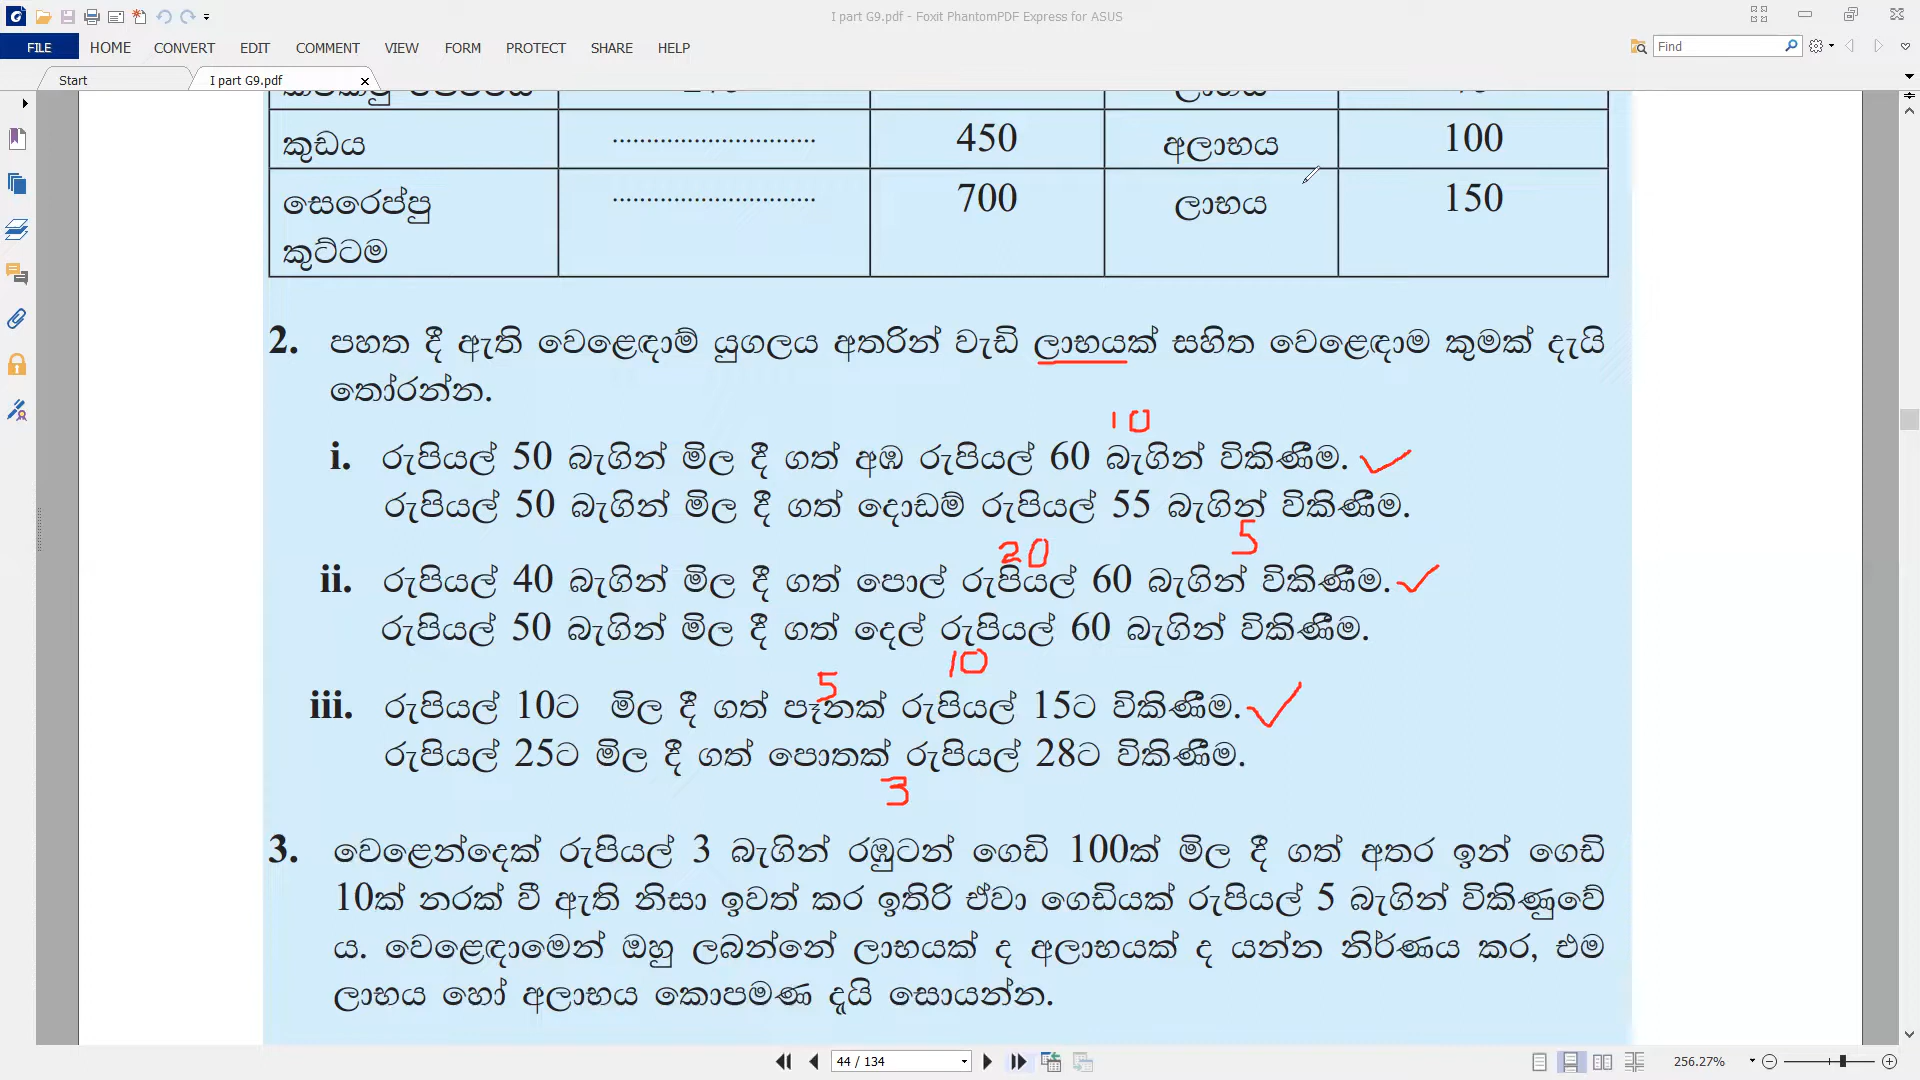 I part G9.pdf - Foxit PhantomPDF Express for ASUS
FILE HOME CONVERT EDIT COMMENT VIEW FORM PROTECT SHARE HELP Find
Start I part G9.pdf
කුඩය .............................. 450 අලාභය 100
සෙරෙප්පු .............................. 700 ලාභය 150
කුට්ටම
2. පහත දී ඇති වෙළෙඳාම් යුගලය අතරින් වැඩි ලාභයක් සහිත වෙළෙඳාම කුමක් දැයි
තෝරන්න.
10
i. රුපියල් 50 බැගින් මිල දී ගත් අඹ රුපියල් 60 බැගින් විකිණීම.
රුපියල් 50 බැගින් මිල දී ගත් දොඩම් රුපියල් 55 බැගින් විකිණීම.
5
20
ii. රුපියල් 40 බැගින් මිල දී ගත් පොල් රුපියල් 60 බැගින් විකිණීම.
රුපියල් 50 බැගින් මිල දී ගත් දෙල් රුපියල් 60 බැගින් විකිණීම.
10
5
iii. රුපියල් 10ට මිල දී ගත් පෑනක් රුපියල් 15ට විකිණීම.
රුපියල් 25ට මිල දී ගත් පොතක් රුපියල් 28ට විකිණීම.
3
3. වෙළෙන්දෙක් රුපියල් 3 බැගින් රඹුටන් ගෙඩි 100ක් මිල දී ගත් අතර ඉන් ගෙඩි
10ක් නරක් වී ඇති නිසා ඉවත් කර ඉතිරි ඒවා ගෙඩියක් රුපියල් 5 බැගින් විකිණුවේ
ය. වෙළෙඳාමෙන් ඔහු ලබන්නේ ලාභයක් ද අලාභයක් ද යන්න නිර්ණය කර, එම
ලාභය හෝ අලාභය කොපමණ දැයි සොයන්න.
44 / 134 256.27%